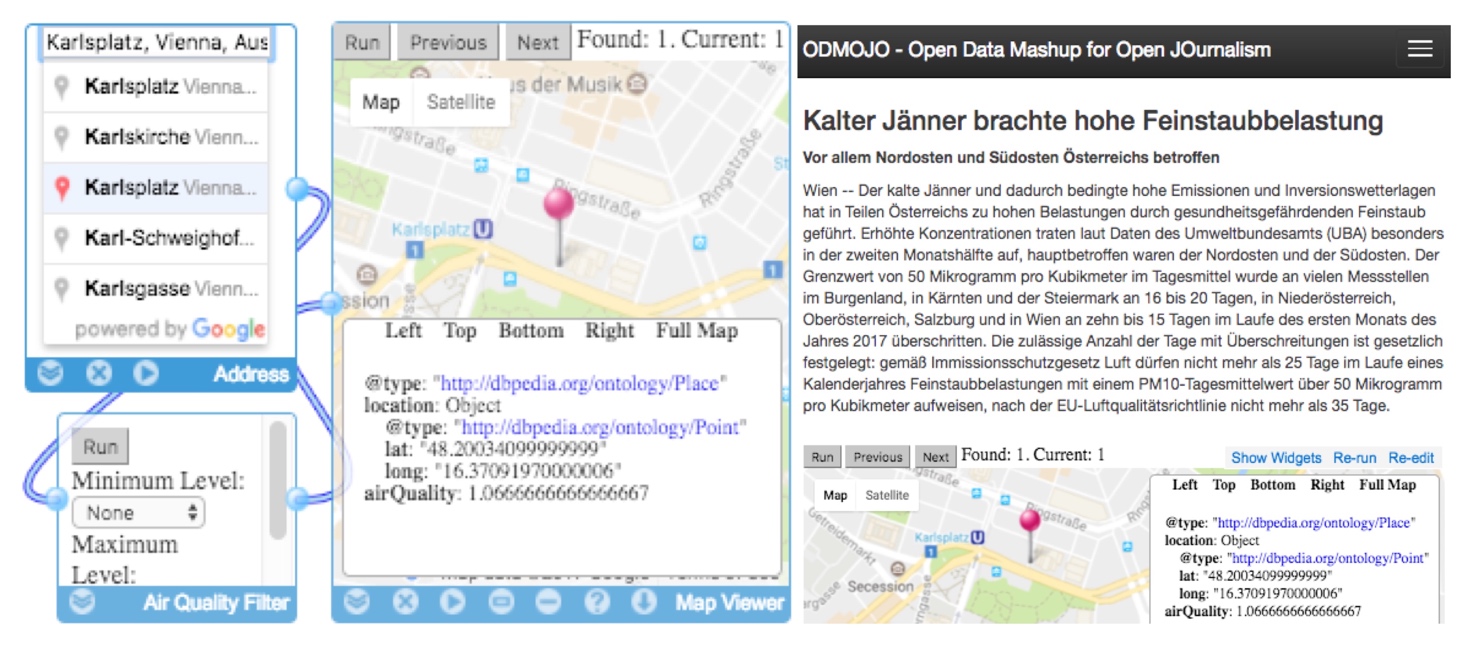 Karlsplatz, Vienna, Aus
Karlsplatz Vienna...
Karlskirche Vienn...
Karlsplatz Vienna...
Karl-Schweighof...
Karlsgasse Vienn...
powered by Google
Address
Run
Minimum Level:
None
Maximum
Level:
Air Quality Filter
Run Previous Next Found: 1. Current: 1
us der Musik
Map Satellite
ngstraße
Ringstraße
Ringstraße
St
Karlsplatz U
1
1
ssion
Left Top Bottom Right Full Map
@type: "http://dbpedia.org/ontology/Place"
location: Object
@type: "http://dbpedia.org/ontology/Point"
lat: "48.20034099999999"
long: "16.37091970000006"
airQuality: 1.0666666666666667
Map Viewer
ODMOJO - Open Data Mashup for Open JOurnalism
Kalter Jänner brachte hohe Feinstaubbelastung
Vor allem Nordosten und Südosten Österreichs betroffen
Wien -- Der kalte Jänner und dadurch bedingte hohe Emissionen und Inversionswetterlagen
hat in Teilen Österreichs zu hohen Belastungen durch gesundheitsgefährdenden Feinstaub
geführt. Erhöhte Konzentrationen traten laut Daten des Umweltbundesamts (UBA) besonders
in der zweiten Monatshälfte auf, hauptbetroffen waren der Nordosten und der Südosten. Der
Grenzwert von 50 Mikrogramm pro Kubikmeter im Tagesmittel wurde an vielen Messstellen
im Burgenland, in Kärnten und der Steiermark an 16 bis 20 Tagen, in Niederösterreich,
Oberösterreich, Salzburg und in Wien an zehn bis 15 Tagen im Laufe des ersten Monats des
Jahres 2017 überschritten. Die zulässige Anzahl der Tage mit Überschreitungen ist gesetzlich
festgelegt: gemäß Immissionsschutzgesetz Luft dürfen nicht mehr als 25 Tage im Laufe eines
Kalenderjahres Feinstaubbelastungen mit einem PM10-Tagesmittelwert über 50 Mikrogramm
pro Kubikmeter aufweisen, nach der EU-Luftqualitätsrichtlinie nicht mehr als 35 Tage.
Run Previous Next Found: 1. Current: 1
Show Widgets Re-run Re-edit
Map Satellite
gstraße
Ringstraße
Ring
Getreidemarkt
Karlsplatz U
1
Secession
argasse
Left Top Bottom Right Full Map
@type: "http://dbpedia.org/ontology/Place"
location: Object
@type: "http://dbpedia.org/ontology/Point"
lat: "48.20034099999999"
long: "16.37091970000006"
airQuality: 1.0666666666666667